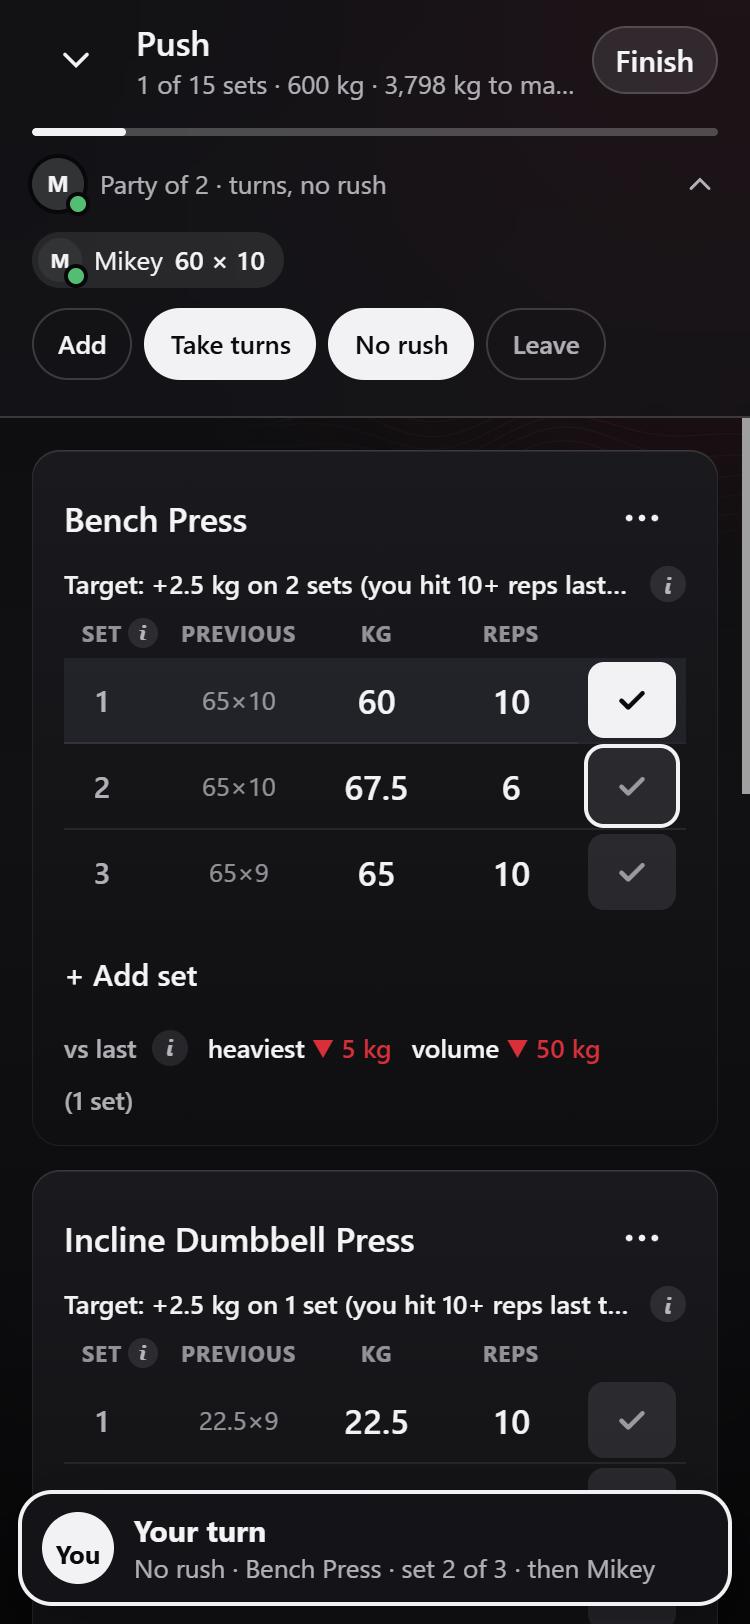 Push
1 of 15 sets · 600 kg · 3,798 kg to ma...
Finish
M
Party of 2 · turns, no rush
M Mikey 60 × 10
Add Take turns No rush Leave
Bench Press
Target: +2.5 kg on 2 sets (you hit 10+ reps last... i
SET i PREVIOUS KG REPS
1 65×10 60 10
2 65×10 67.5 6
3 65×9 65 10
+ Add set
vs last i heaviest ▼ 5 kg volume ▼ 50 kg
(1 set)
Incline Dumbbell Press
Target: +2.5 kg on 1 set (you hit 10+ reps last t... i
SET i PREVIOUS KG REPS
1 22.5×9 22.5 10
You
Your turn
No rush · Bench Press · set 2 of 3 · then Mikey